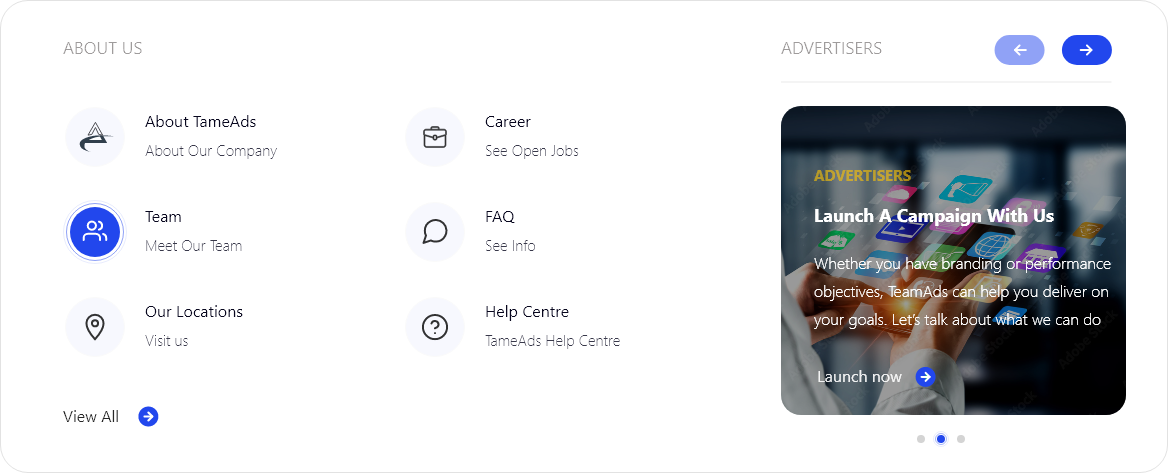 ABOUT US
About TameAds
About Our Company
Career
See Open Jobs
Team
Meet Our Team
FAQ
See Info
Our Locations
Visit us
Help Centre
TameAds Help Centre
View All
ADVERTISERS
ADVERTISERS
Launch A Campaign With Us
Whether you have branding or performance
objectives, TeamAds can help you deliver on
your goals. Let's talk about what we can do
Launch now
Adobe Stock